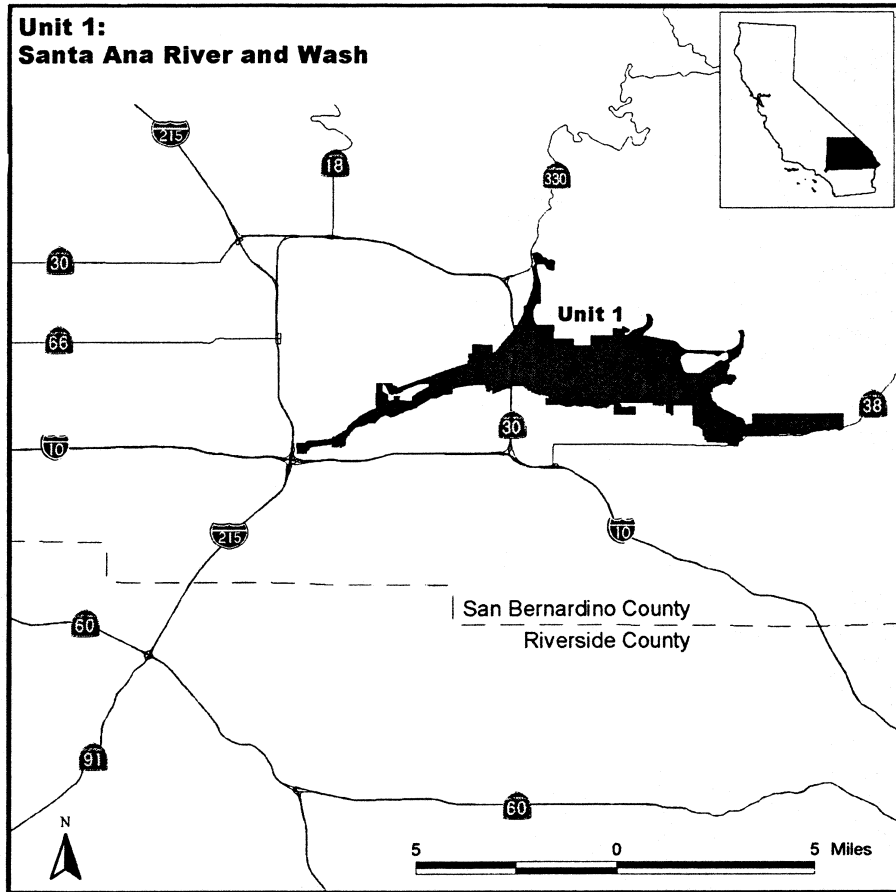 Unit 1:
Santa Ana River and Wash
215
18
330
30
66
Unit 1
38
30
10
215
10
San Bernardino County
Riverside County
60
91
60
N
5 0 5 Miles